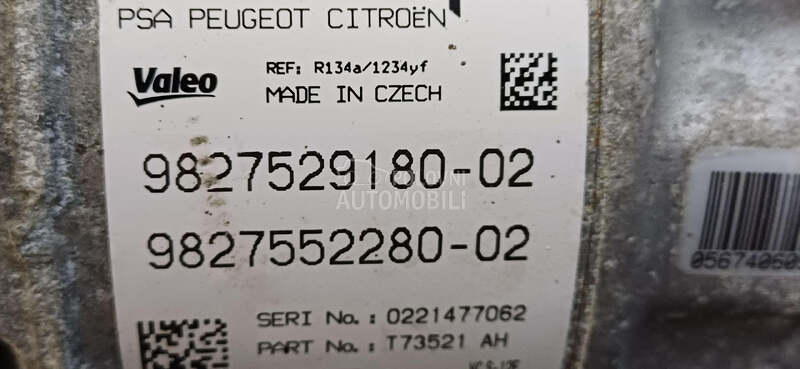 PSA PEUGEOT CITROËN
Valeo
REF: R134a/1234yf
MADE IN CZECH
9827529180-02
AUTOMOBILI
9827552280-02
SERI No.: 0221477062
PART No.: T73521 AH